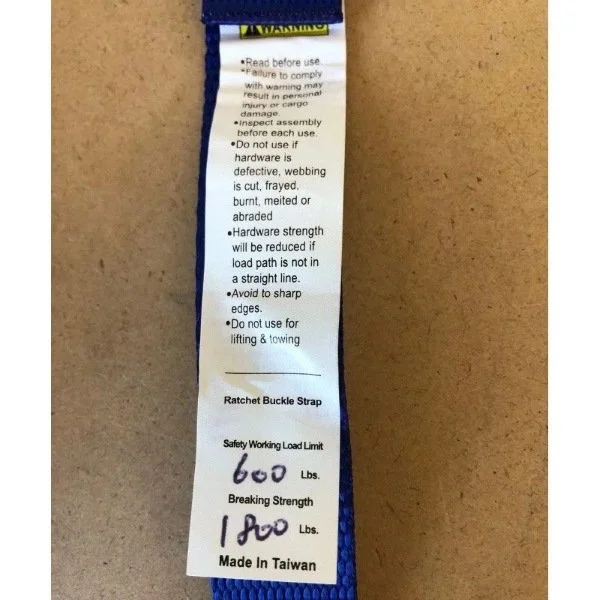 WARNING
•Read before use.
*Failure to comply
with warning may
result in personal
injury or cargo
damage.
•Inspect assembly
before each use.
•Do not use if
hardware is
defective, webbing
is cut, frayed.
burnt, melted or
abraded
•Hardware strength
will be reduced if
load path is not in
a straight line.
•Avoid to sharp
edges.
•Do not use for
lifting & towing
Ratchet Buckle Strap
Safety Working Load Limit
600 Lbs.
Breaking Strength
1800 Lbs.
Made In Taiwan